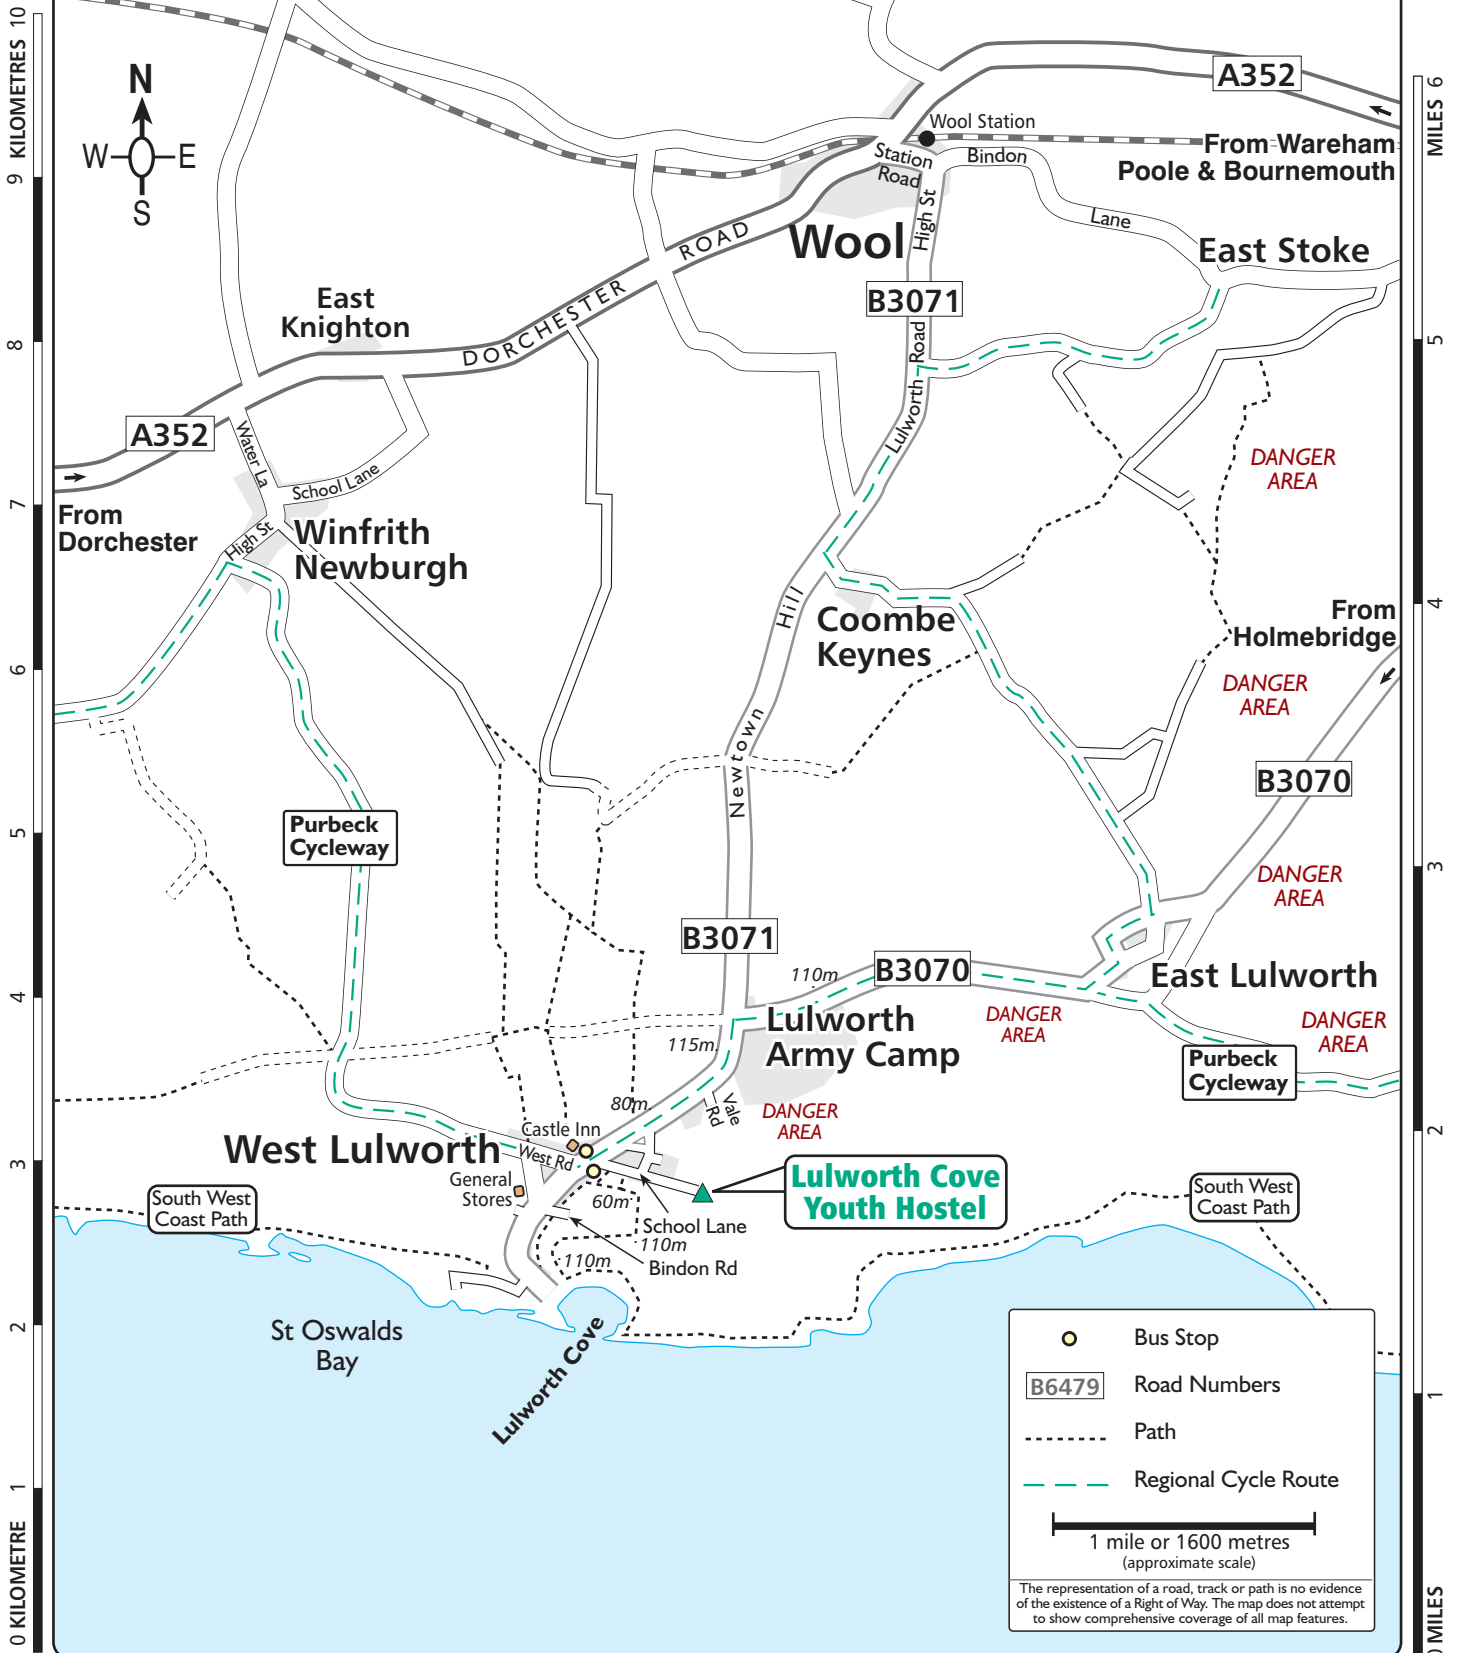 KILOMETRES 10
9
8
7
6
5
4
3
2
1
0 KILOMETRE
MILES 6
5
4
3
2
1
0 MILES
N
W
E
S
A352
Wool Station
From Wareham
Poole & Bournemouth
Station
Road
Bindon
Lane
High St
Wool
East Stoke
ROAD
DORCHESTER
East
Knighton
B3071
Lulworth Road
Lulworth
A352
Water La
School Lane
From
Dorchester
High St
Winfrith
Newburgh
DANGER
AREA
Hill
Newtown
Coombe
Keynes
From
Holmebridge
DANGER
AREA
B3070
Purbeck
Cycleway
DANGER
AREA
B3071
110m
B3070
East Lulworth
DANGER
AREA
DANGER
AREA
Lulworth
Army Camp
115m
Purbeck
Cycleway
80m
Vale
Rd
DANGER
AREA
Castle Inn
West Lulworth
West Rd
General
Stores
Lulworth Cove
Youth Hostel
South West
Coast Path
South West
Coast Path
60m
School Lane
110m
110m
Bindon Rd
St Oswalds
Bay
Lulworth Cove
Bus Stop
B6479
Road Numbers
Path
Regional Cycle Route
1 mile or 1600 metres
(approximate scale)
The representation of a road, track or path is no evidence
of the existence of a Right of Way. The map does not attempt
to show comprehensive coverage of all map features.